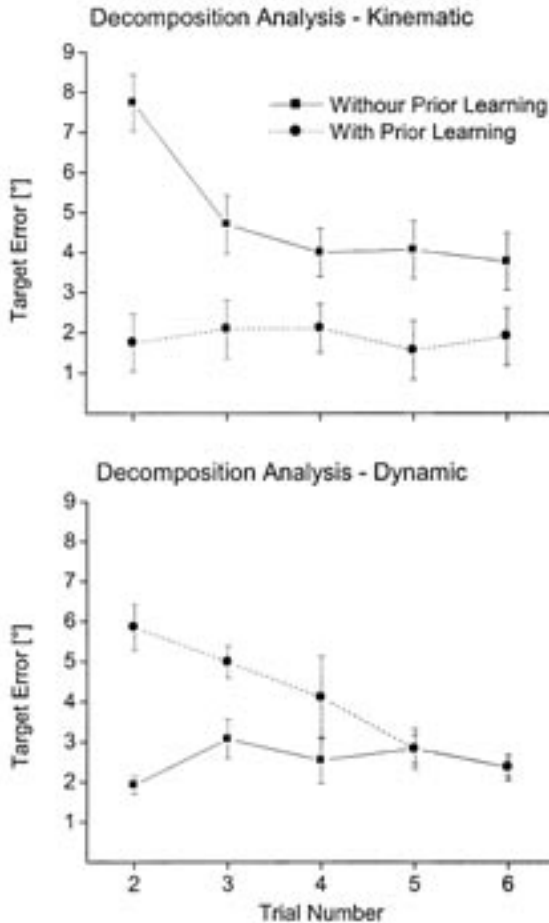 Decomposition Analysis - Kinematic
9
8
7
6
5
4
3
2
1
Target Error [°]
Withour Prior Learning
With Prior Learning
Decomposition Analysis - Dynamic
9
8
7
6
5
4
3
2
1
Target Error [°]
2 3 4 5 6
Trial Number